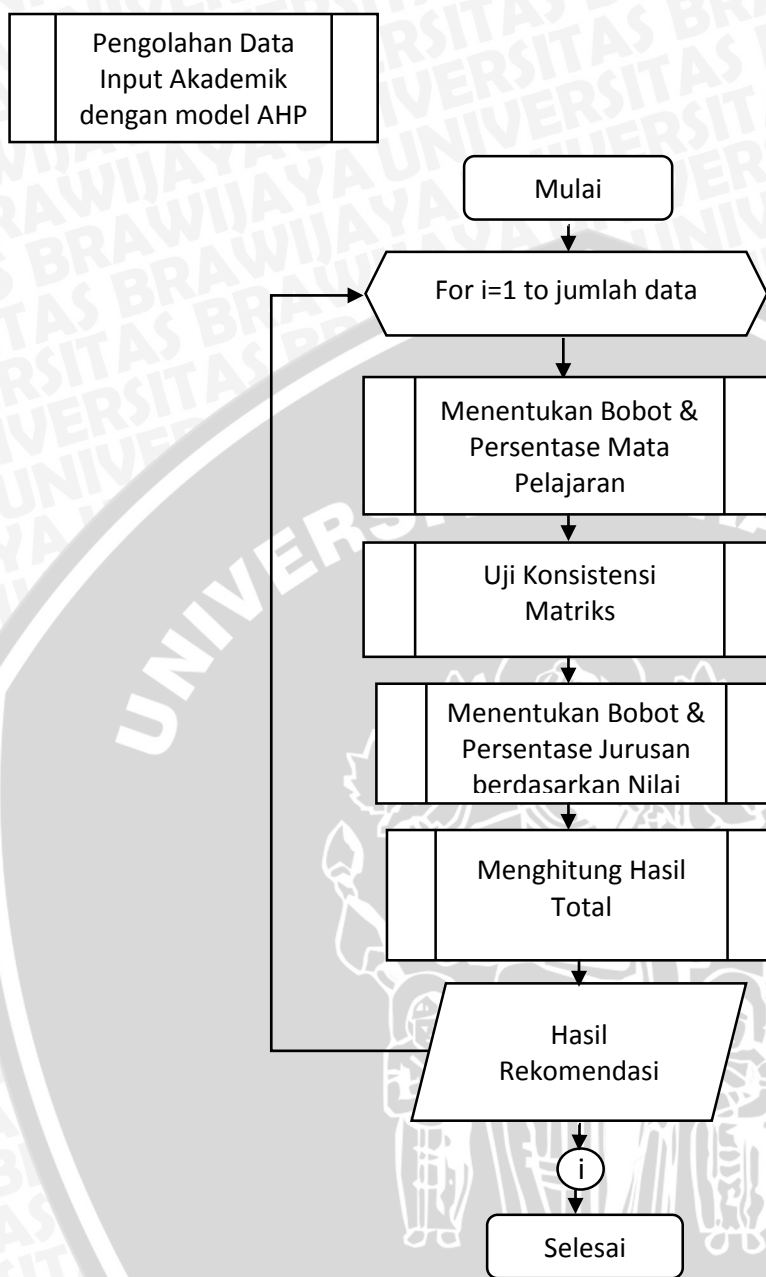 Pengolahan Data
Input Akademik
dengan model AHP
Mulai
For i=1 to jumlah data
Menentukan Bobot &
Persentase Mata
Pelajaran
Uji Konsistensi
Matriks
Menentukan Bobot &
Persentase Jurusan
berdasarkan Nilai
Menghitung Hasil
Total
Hasil
Rekomendasi
i
Selesai